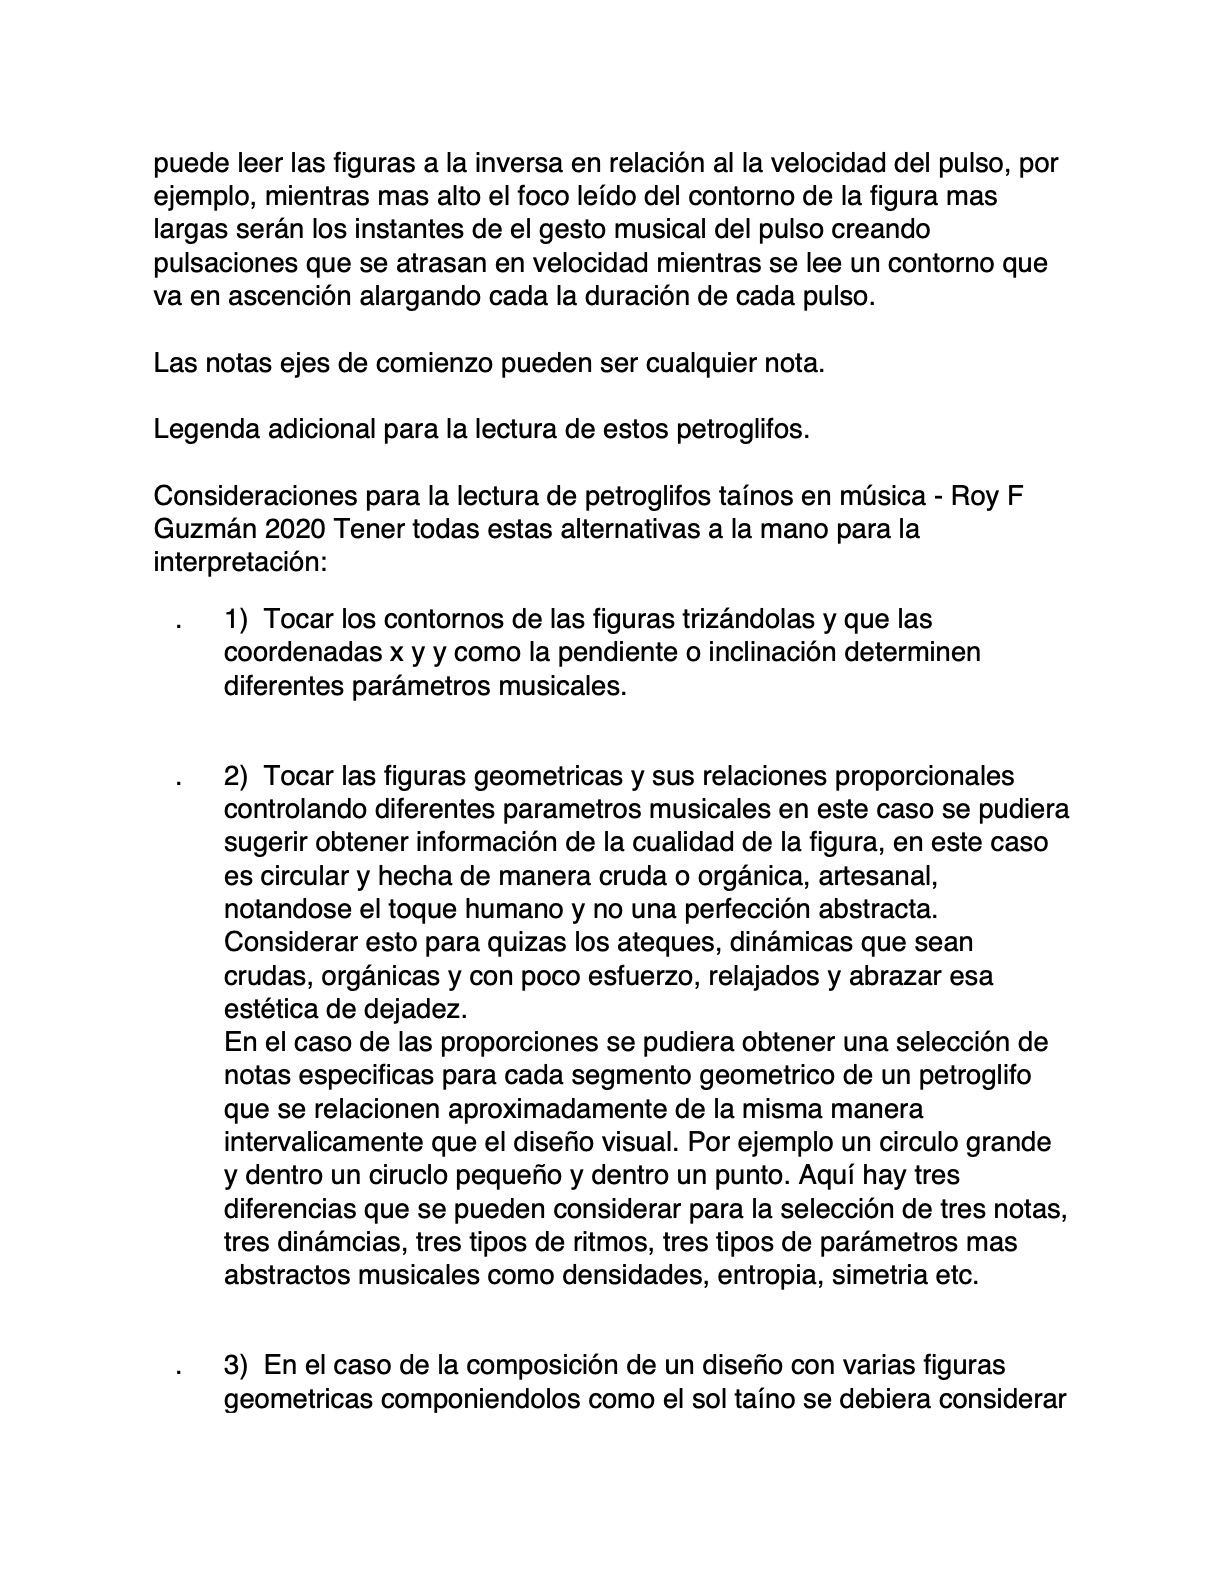 puede leer las figuras a la inversa en relación al la velocidad del pulso, por
ejemplo, mientras mas alto el foco leído del contorno de la figura mas
largas serán los instantes de el gesto musical del pulso creando
pulsaciones que se atrasan en velocidad mientras se lee un contorno que
va en ascención alargando cada la duración de cada pulso.
Las notas ejes de comienzo pueden ser cualquier nota.
Legenda adicional para la lectura de estos petroglifos.
Consideraciones para la lectura de petroglifos taínos en música - Roy F
Guzmán 2020 Tener todas estas alternativas a la mano para la
interpretación:
. 1) Tocar los contornos de las figuras trizándolas y que las
coordenadas x y y como la pendiente o inclinación determinen
diferentes parámetros musicales.
. 2) Tocar las figuras geometricas y sus relaciones proporcionales
controlando diferentes parametros musicales en este caso se pudiera
sugerir obtener información de la cualidad de la figura, en este caso
es circular y hecha de manera cruda o orgánica, artesanal,
notandose el toque humano y no una perfección abstracta.
Considerar esto para quizas los ateques, dinámicas que sean
crudas, orgánicas y con poco esfuerzo, relajados y abrazar esa
estética de dejadez.
En el caso de las proporciones se pudiera obtener una selección de
notas especificas para cada segmento geometrico de un petroglifo
que se relacionen aproximadamente de la misma manera
intervalicamente que el diseño visual. Por ejemplo un circulo grande
y dentro un ciruclo pequeño y dentro un punto. Aquí hay tres
diferencias que se pueden considerar para la selección de tres notas,
tres dinámcias, tres tipos de ritmos, tres tipos de parámetros mas
abstractos musicales como densidades, entropia, simetria etc.
. 3) En el caso de la composición de un diseño con varias figuras
geometricas componiendolos como el sol taíno se debiera considerar